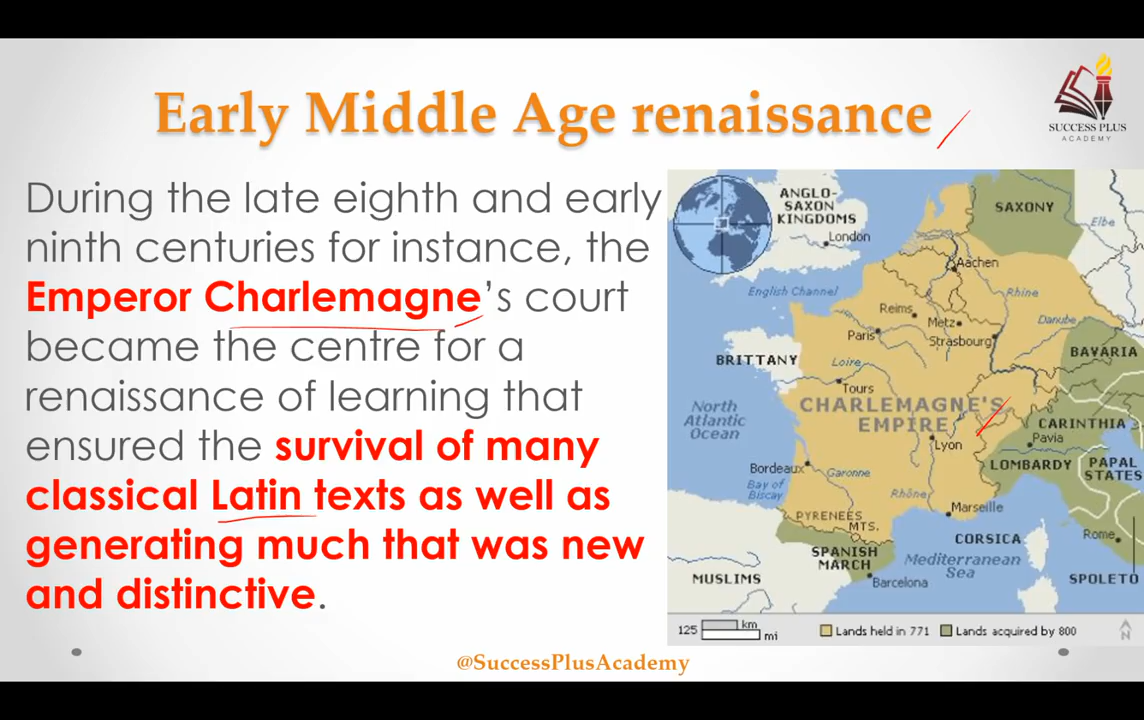 Early Middle Age renaissance
SUCCESS PLUS
ACADEMY
During the late eighth and early
ninth centuries for instance, the
Emperor Charlemagne’s court
became the centre for a
renaissance of learning that
ensured the survival of many
classical Latin texts as well as
generating much that was new
and distinctive.
ANGLO-
SAXON
KINGDOMS
London
SAXONY
Elbe
Aachen
English Channel
Rhine
Reims
Metz
Danube
Paris
Strasbourg
BRITTANY
Loire
BAVARIA
Tours
North
Atlantic
Ocean
CHARLEMAGNE'S
EMPIRE
CARINTHIA
Lyon
Pavia
Bordeaux
LOMBARDY
PAPAL
STATES
Garonne
Bay of
Biscay
Rhône
Marseille
PYRENEES
MTS.
CORSICA
Rome
SPANISH
MARCH
Mediterranean
Sea
MUSLIMS
Barcelona
SPOLETO
125
km
mi
Lands held in 771
Lands acquired by 800
N
@SuccessPlusAcademy